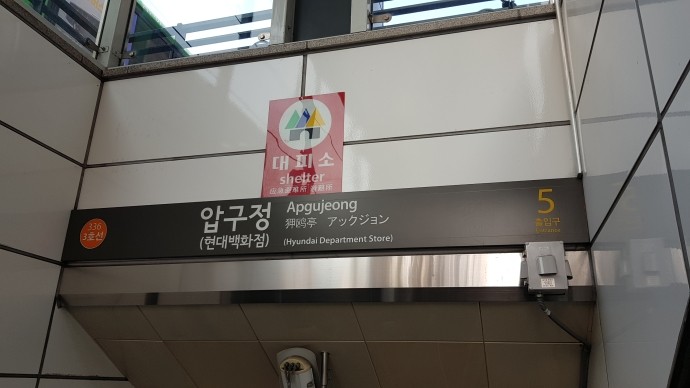 대피소
shelter
336
3호선
압구정
(현대백화점)
Apgujeong
狎鸥亭 アックジョン
(Hyundai Department Store)
5
출입구
Entrance